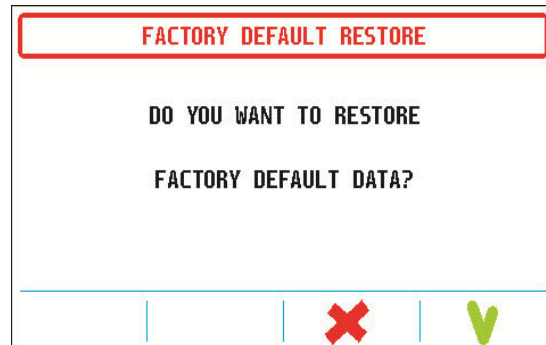 FACTORY DEFAULT RESTORE
DO YOU WANT TO RESTORE
FACTORY DEFAULT DATA?